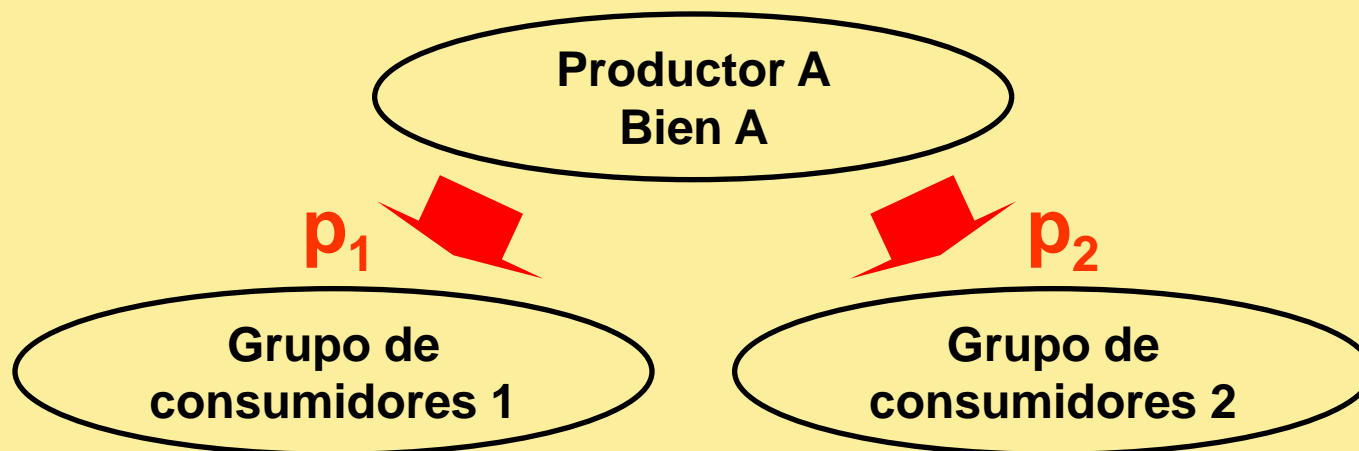 Productor A
Bien A
p₁
p₂
Grupo de
consumidores 1
Grupo de
consumidores 2